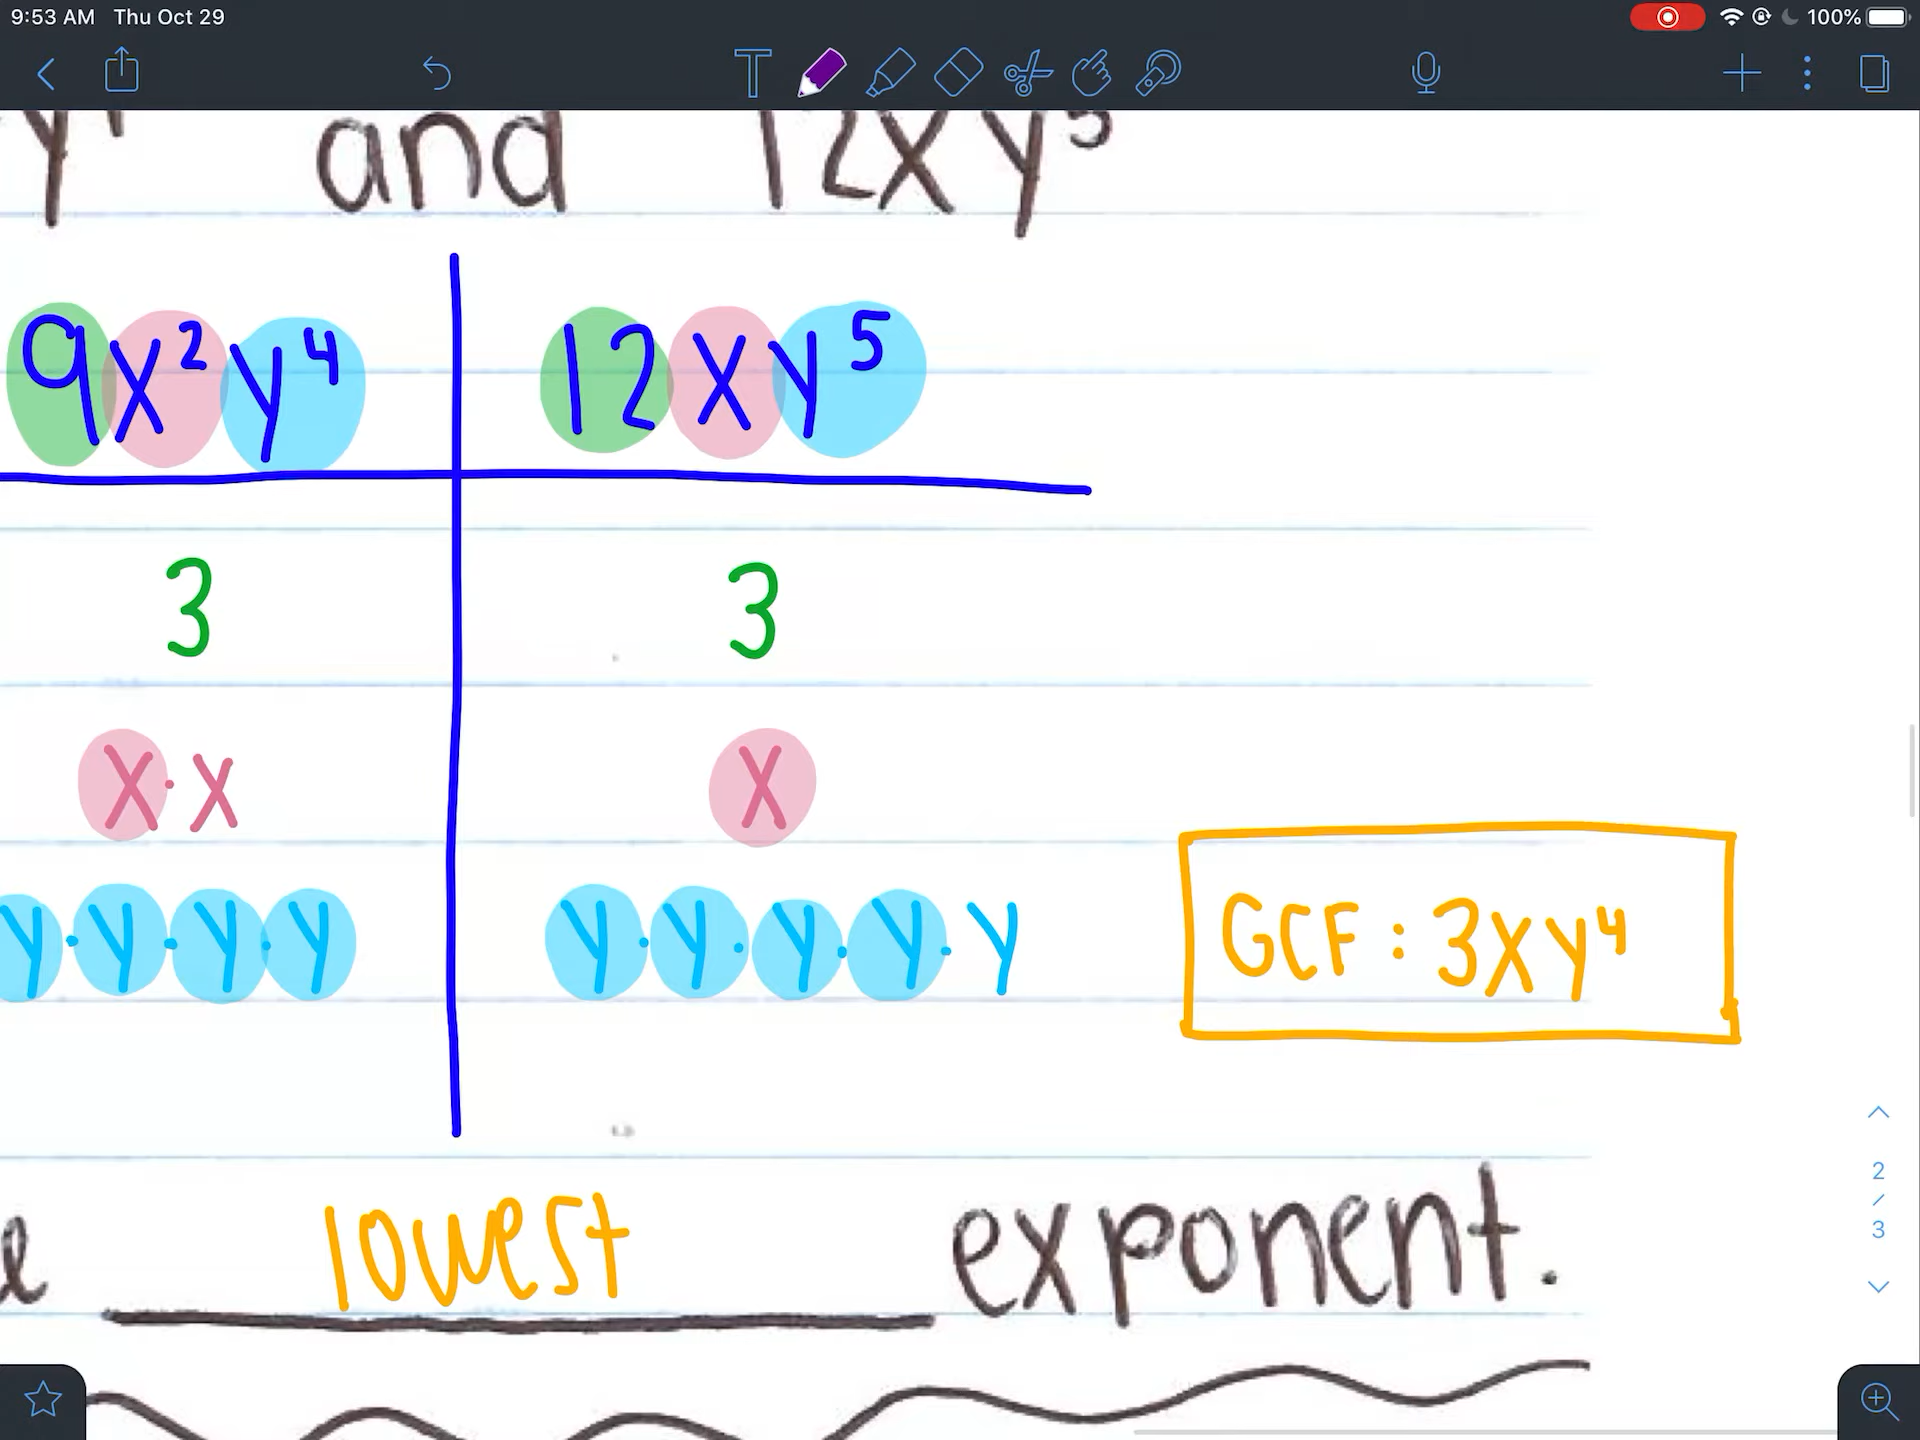 9:53 AM Thu Oct 29 100%
T
and 12xy⁵
9x²y⁴ 12xy⁵
3 3
x·x x
y·y·y·y y·y·y·y·y
GCF: 3xy⁴
2
/
3
lowest exponent.